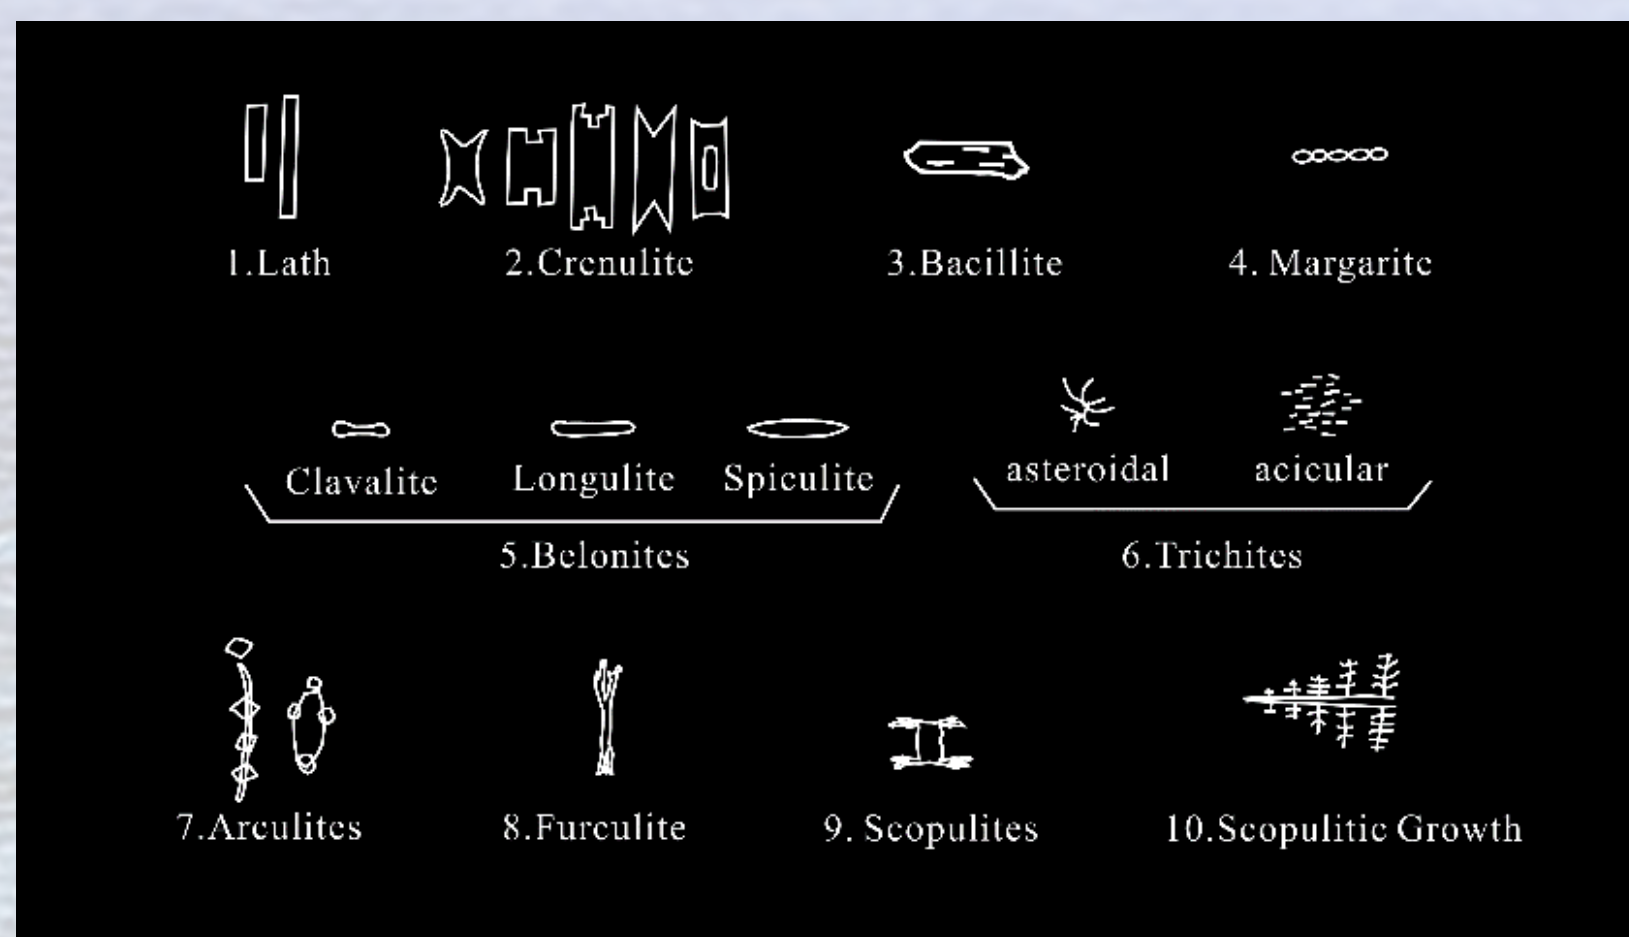 1.Lath
2.Crenulite
3.Bacillite
4. Margarite
Clavalite
Longulite
Spiculite
asteroidal
acicular
5.Belonites
6.Trichites
7.Arculites
8.Furculite
9. Scopulites
10.Scopulitic Growth